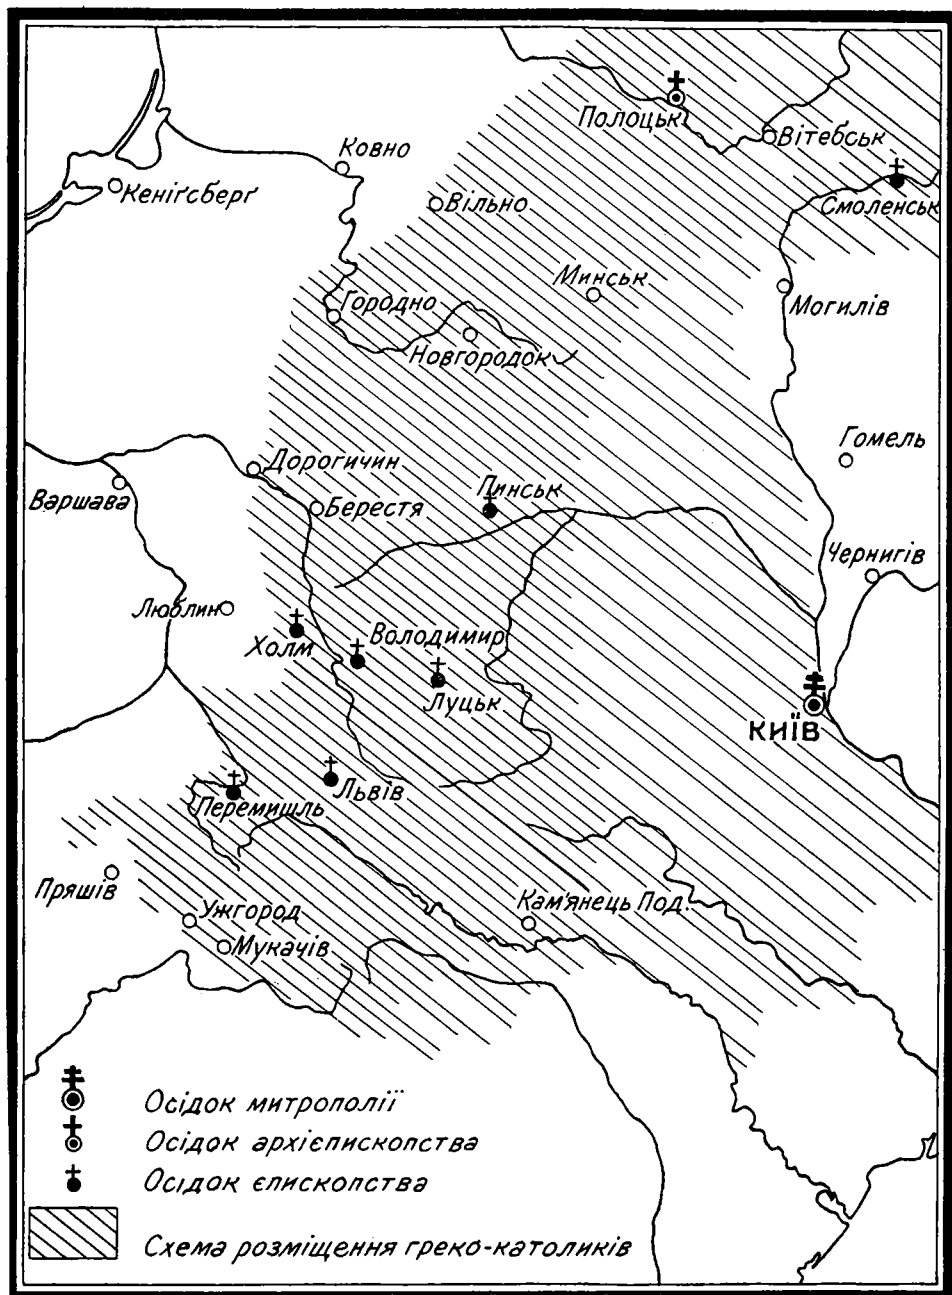 Полоцьк
Вітебськ
Ковно
Кеніґсберґ
Вільно
Смоленськ
Минськ
Могилів
Городно
Новгородок
Гомель
Дорогичин
Варшава
Берестя
Пинськ
Чернигів
Люблин
Холм
Володимир
Луцьк
КИЇВ
Перемишль
Львів
Пряшів
Ужгород
Мукачів
Кам'янець Под.
Осідок митрополії
Осідок архієпископства
Осідок єпископства
Схема розміщення греко-католиків